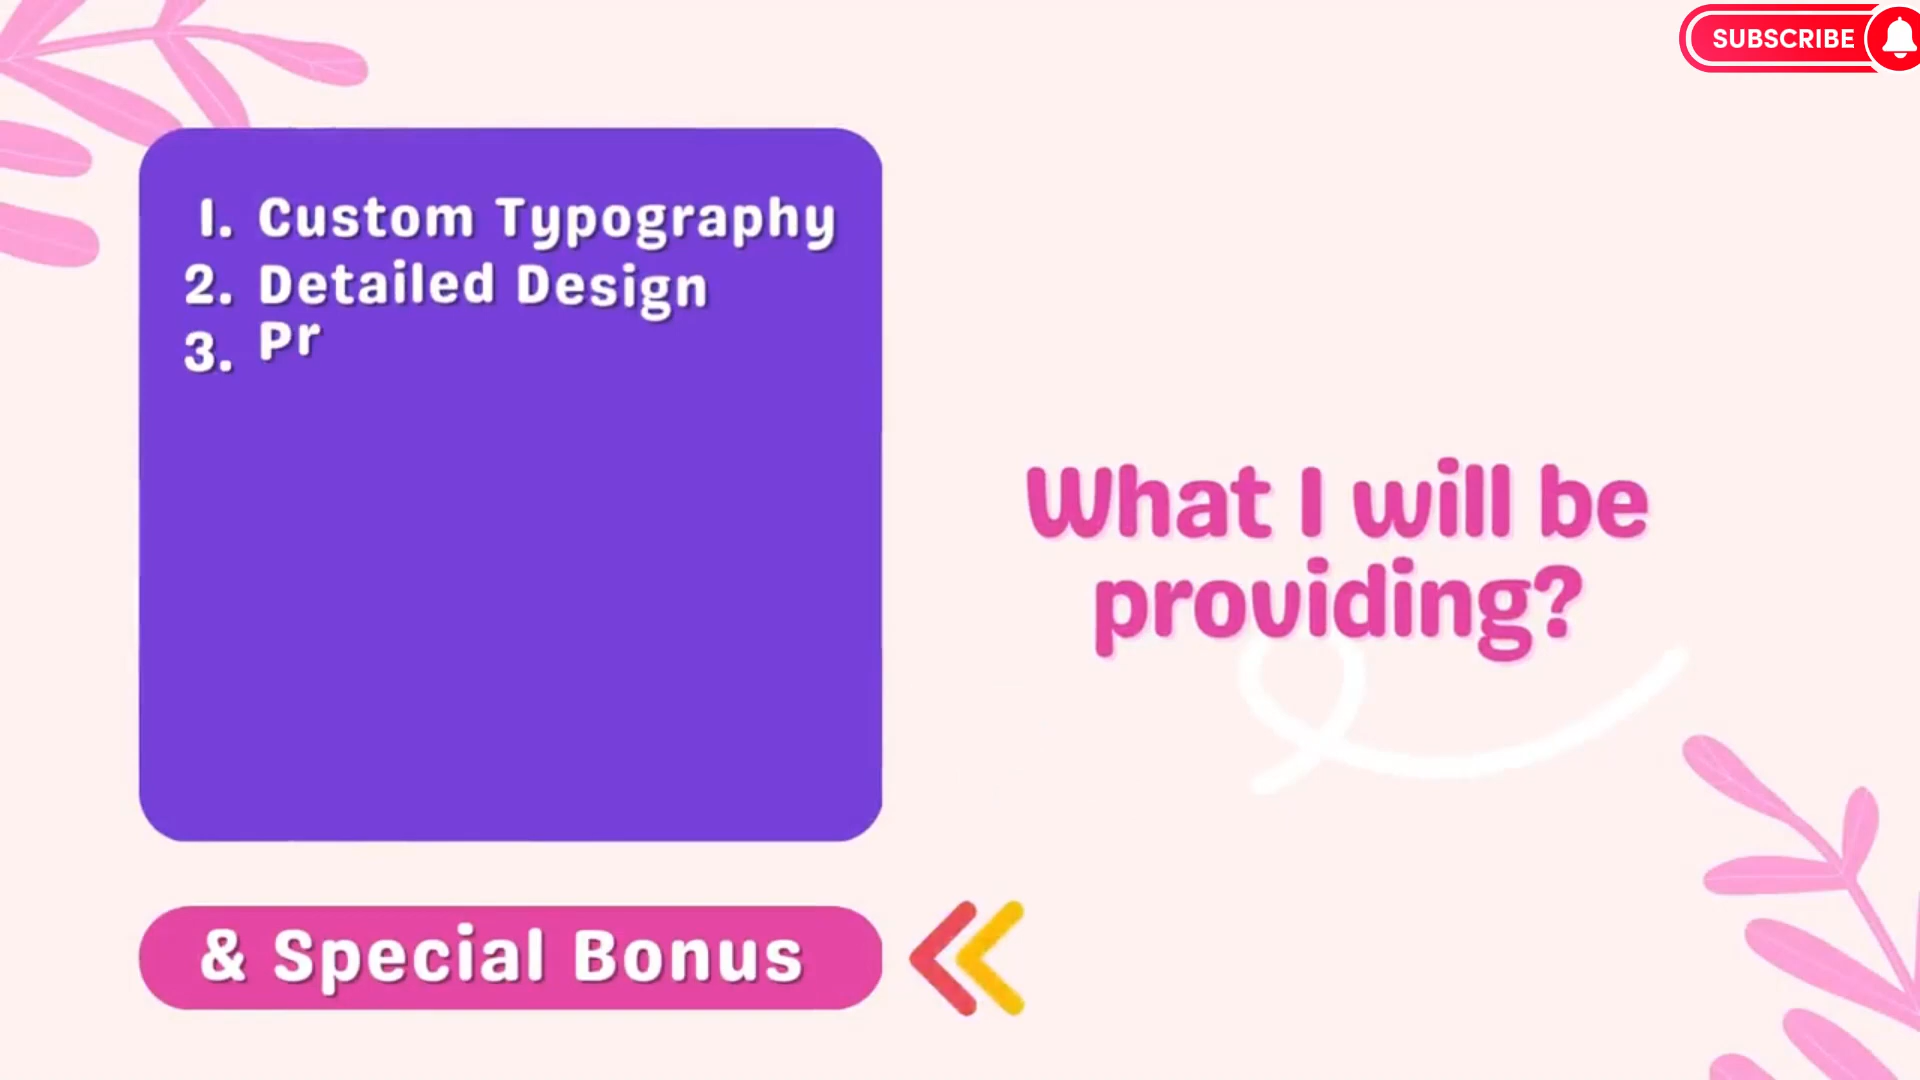 SUBSCRIBE
1. Custom Typography
2. Detailed Design
3. Pr
What I will be
providing?
& Special Bonus